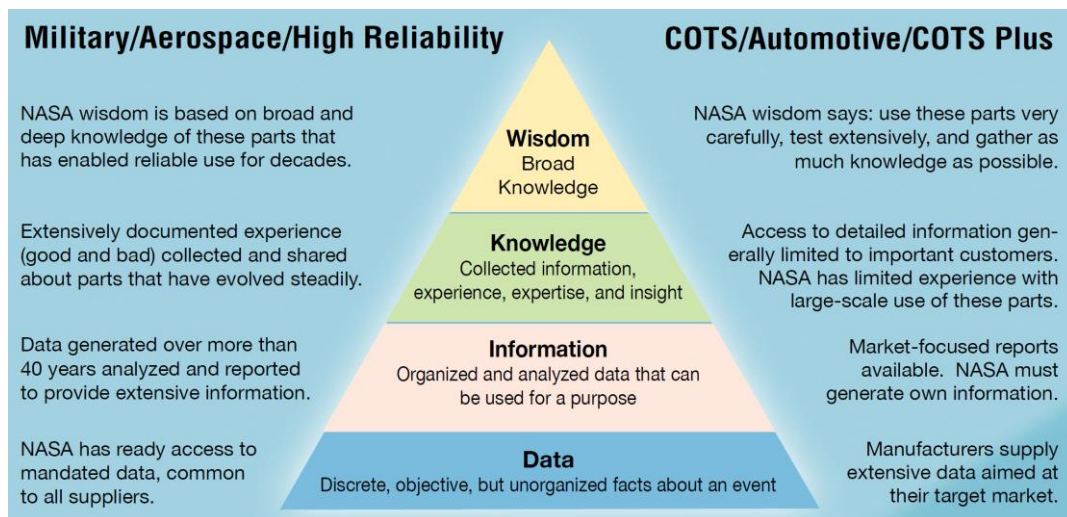 Military/Aerospace/High Reliability
COTS/Automotive/COTS Plus
NASA wisdom is based on broad and
deep knowledge of these parts that
has enabled reliable use for decades.
Wisdom
Broad
Knowledge
NASA wisdom says: use these parts very
carefully, test extensively, and gather as
much knowledge as possible.
Extensively documented experience
(good and bad) collected and shared
about parts that have evolved steadily.
Knowledge
Collected information,
experience, expertise, and insight
Access to detailed information gen-
erally limited to important customers.
NASA has limited experience with
large-scale use of these parts.
Data generated over more than
40 years analyzed and reported
to provide extensive information.
Information
Organized and analyzed data that can
be used for a purpose
Market-focused reports
available. NASA must
generate own information.
NASA has ready access to
mandated data, common
to all suppliers.
Data
Discrete, objective, but unorganized facts about an event
Manufacturers supply
extensive data aimed at
their target market.